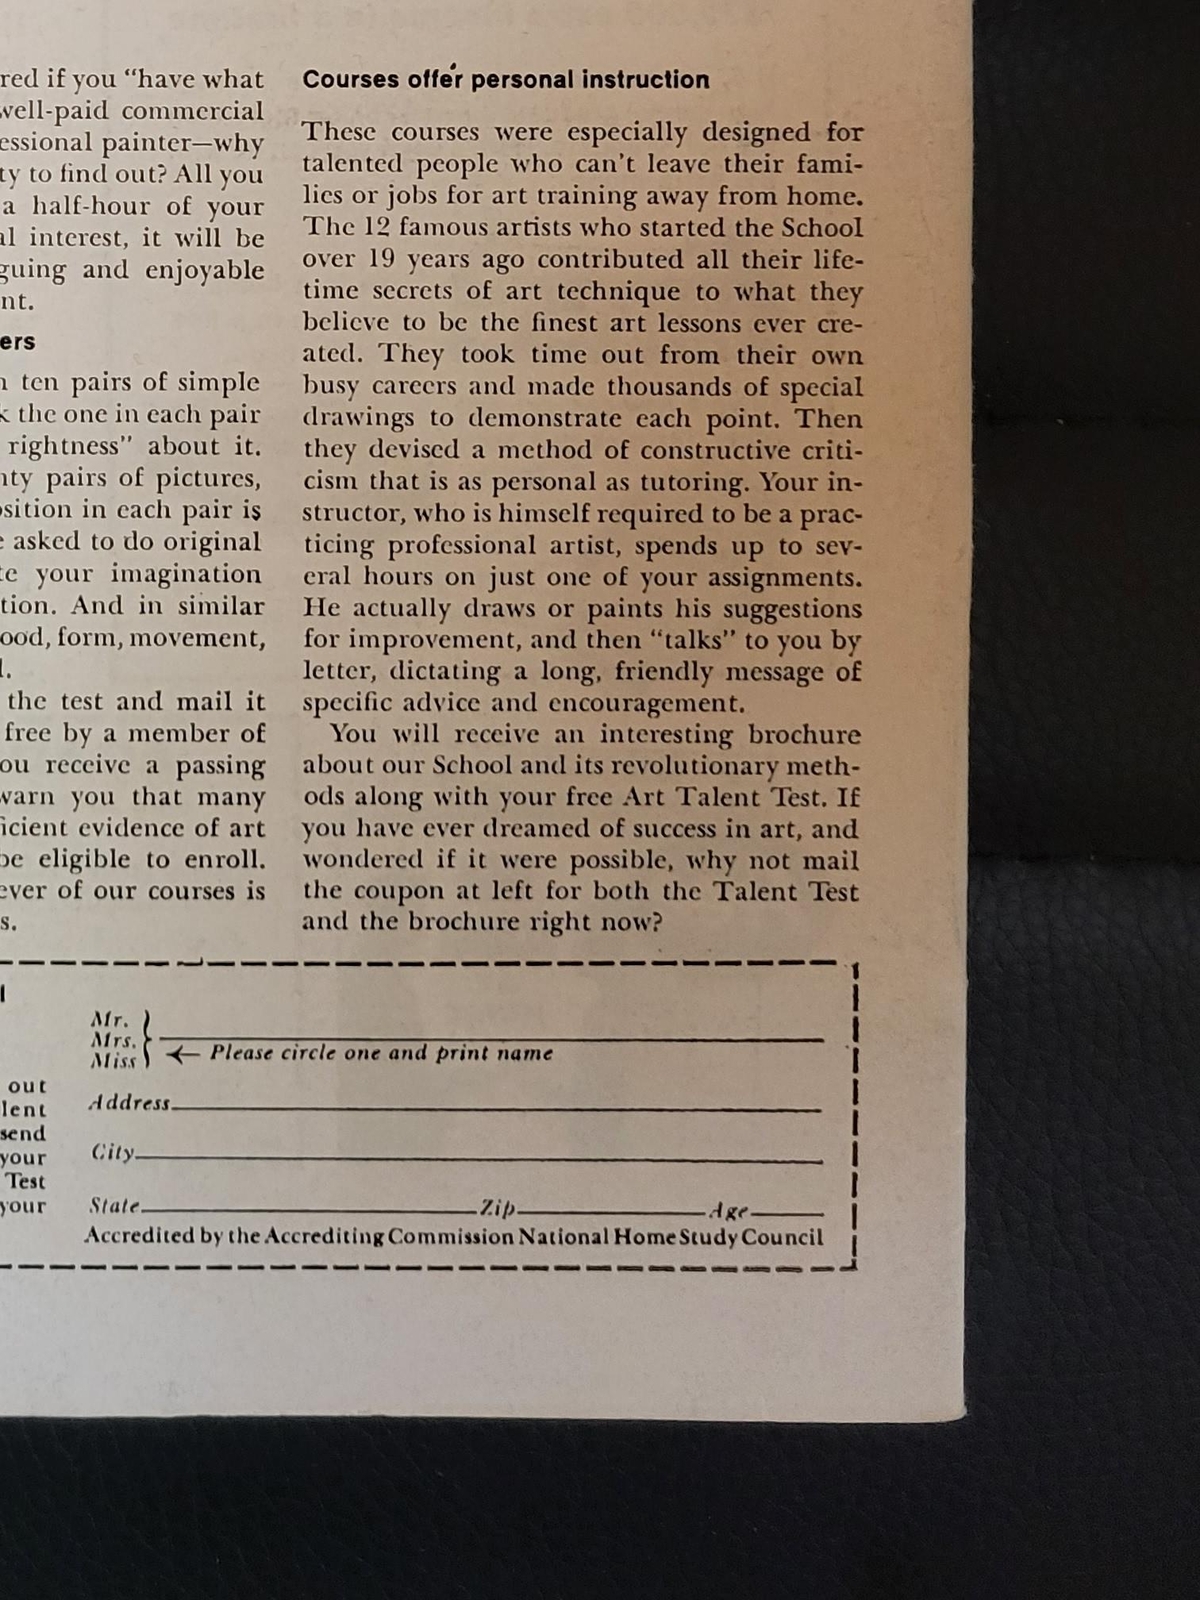 red if you “have what
well-paid commercial
essional painter—why
ty to find out? All you
a half-hour of your
al interest, it will be
guing and enjoyable
nt.
ers
n ten pairs of simple
k the one in each pair
rightness” about it.
nty pairs of pictures,
osition in each pair is
e asked to do original
te your imagination
tion. And in similar
ood, form, movement,
l.
the test and mail it
free by a member of
ou receive a passing
warn you that many
ficient evidence of art
be eligible to enroll.
ever of our courses is
s.
Courses offer personal instruction
These courses were especially designed for
talented people who can't leave their fami-
lies or jobs for art training away from home.
The 12 famous artists who started the School
over 19 years ago contributed all their life-
time secrets of art technique to what they
believe to be the finest art lessons ever cre-
ated. They took time out from their own
busy careers and made thousands of special
drawings to demonstrate each point. Then
they devised a method of constructive criti-
cism that is as personal as tutoring. Your in-
structor, who is himself required to be a prac-
ticing professional artist, spends up to sev-
eral hours on just one of your assignments.
He actually draws or paints his suggestions
for improvement, and then “talks” to you by
letter, dictating a long, friendly message of
specific advice and encouragement.
You will receive an interesting brochure
about our School and its revolutionary meth-
ods along with your free Art Talent Test. If
you have ever dreamed of success in art, and
wondered if it were possible, why not mail
the coupon at left for both the Talent Test
and the brochure right now?
out
lent
send
your
Test
your
Mr.
Mrs.
Miss
Please circle one and print name
Address
City
State Zip Age
Accredited by the Accrediting Commission National Home Study Council